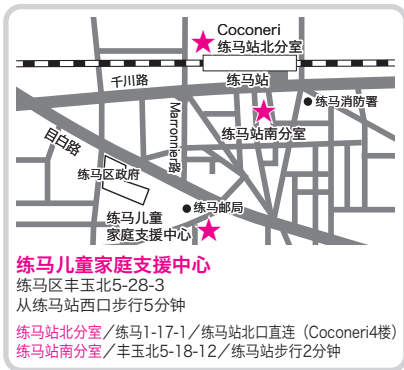 Coconeri
练马站北分室
千川路
练马站
练马消防署
Marronnier路
练马站南分室
目白路
练马区政府
练马邮局
练马儿童
家庭支援中心
练马儿童家庭支援中心
练马区丰玉北5-28-3
从练马站西口步行5分钟
练马站北分室／练马1-17-1／练马站北口直连（Coconeri4楼）
练马站南分室／丰玉北5-18-12／练马站步行2分钟